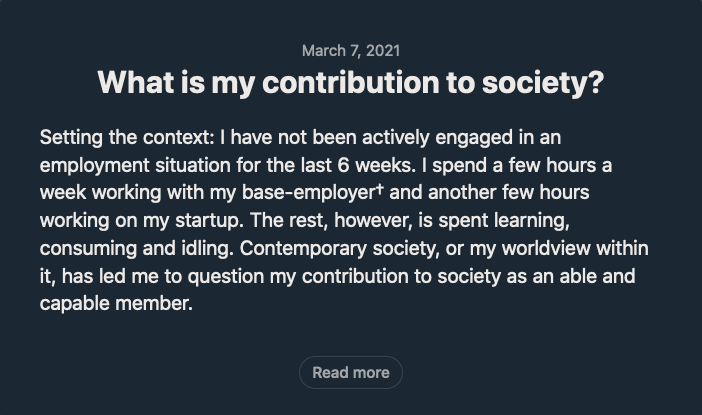 March 7, 2021
What is my contribution to society?
Setting the context: I have not been actively engaged in an
employment situation for the last 6 weeks. I spend a few hours a
week working with my base-employer† and another few hours
working on my startup. The rest, however, is spent learning,
consuming and idling. Contemporary society, or my worldview within
it, has led me to question my contribution to society as an able and
capable member.
Read more